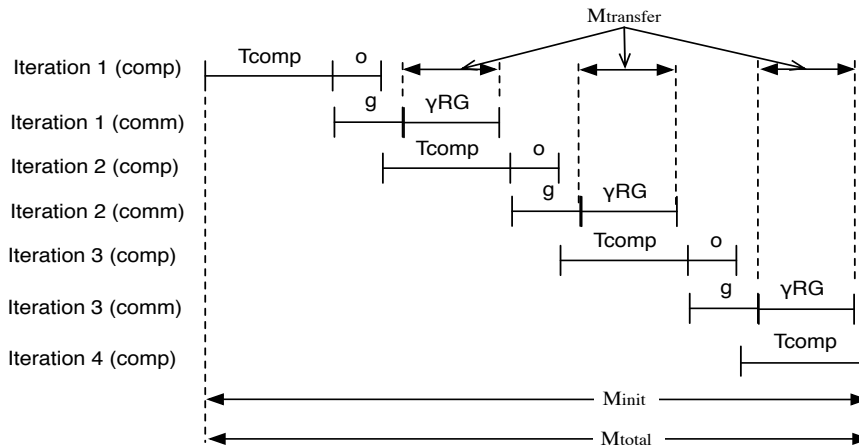 Mtransfer
Iteration 1 (comp) Tcomp o
Iteration 1 (comm) g γRG
Iteration 2 (comp) Tcomp o
Iteration 2 (comm) g γRG
Iteration 3 (comp) Tcomp o
Iteration 3 (comm) g γRG
Iteration 4 (comp) Tcomp
Minit
Mtotal